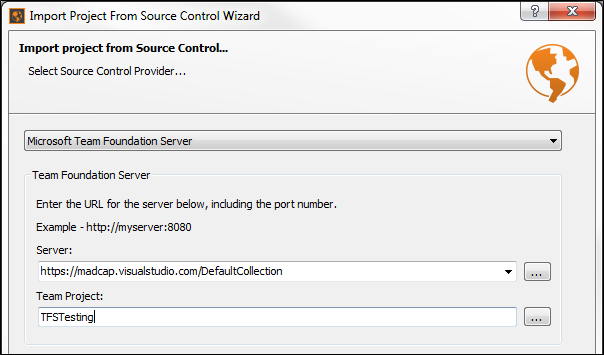 Import Project From Source Control Wizard
Import project from Source Control...
Select Source Control Provider...
Microsoft Team Foundation Server
Team Foundation Server
Enter the URL for the server below, including the port number.
Example - http://myserver:8080
Server:
https://madcap.visualstudio.com/DefaultCollection
...
Team Project:
TFSTesting
...